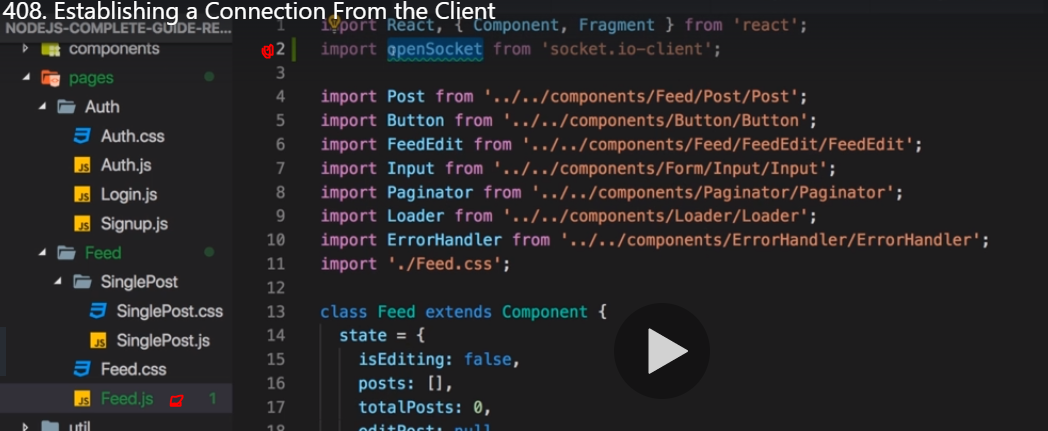 408. Establishing a Connection From the Client
NODEJS-COMPLETE-GUIDE-RE...
components
pages
Auth
Auth.css
Auth.js
Login.js
Signup.js
Feed
SinglePost
SinglePost.css
SinglePost.js
Feed.css
Feed.js 1
util
1 import React, { Component, Fragment } from 'react';
2 import openSocket from 'socket.io-client';
3
4 import Post from '../../components/Feed/Post/Post';
5 import Button from '../../components/Button/Button';
6 import FeedEdit from '../../components/Feed/FeedEdit/FeedEdit';
7 import Input from '../../components/Form/Input/Input';
8 import Paginator from '../../components/Paginator/Paginator';
9 import Loader from '../../components/Loader/Loader';
10 import ErrorHandler from '../../components/ErrorHandler/ErrorHandler';
11 import './Feed.css';
12
13 class Feed extends Component {
14 state = {
15 isEditing: false,
16 posts: [],
17 totalPosts: 0,
18 editPost: null,